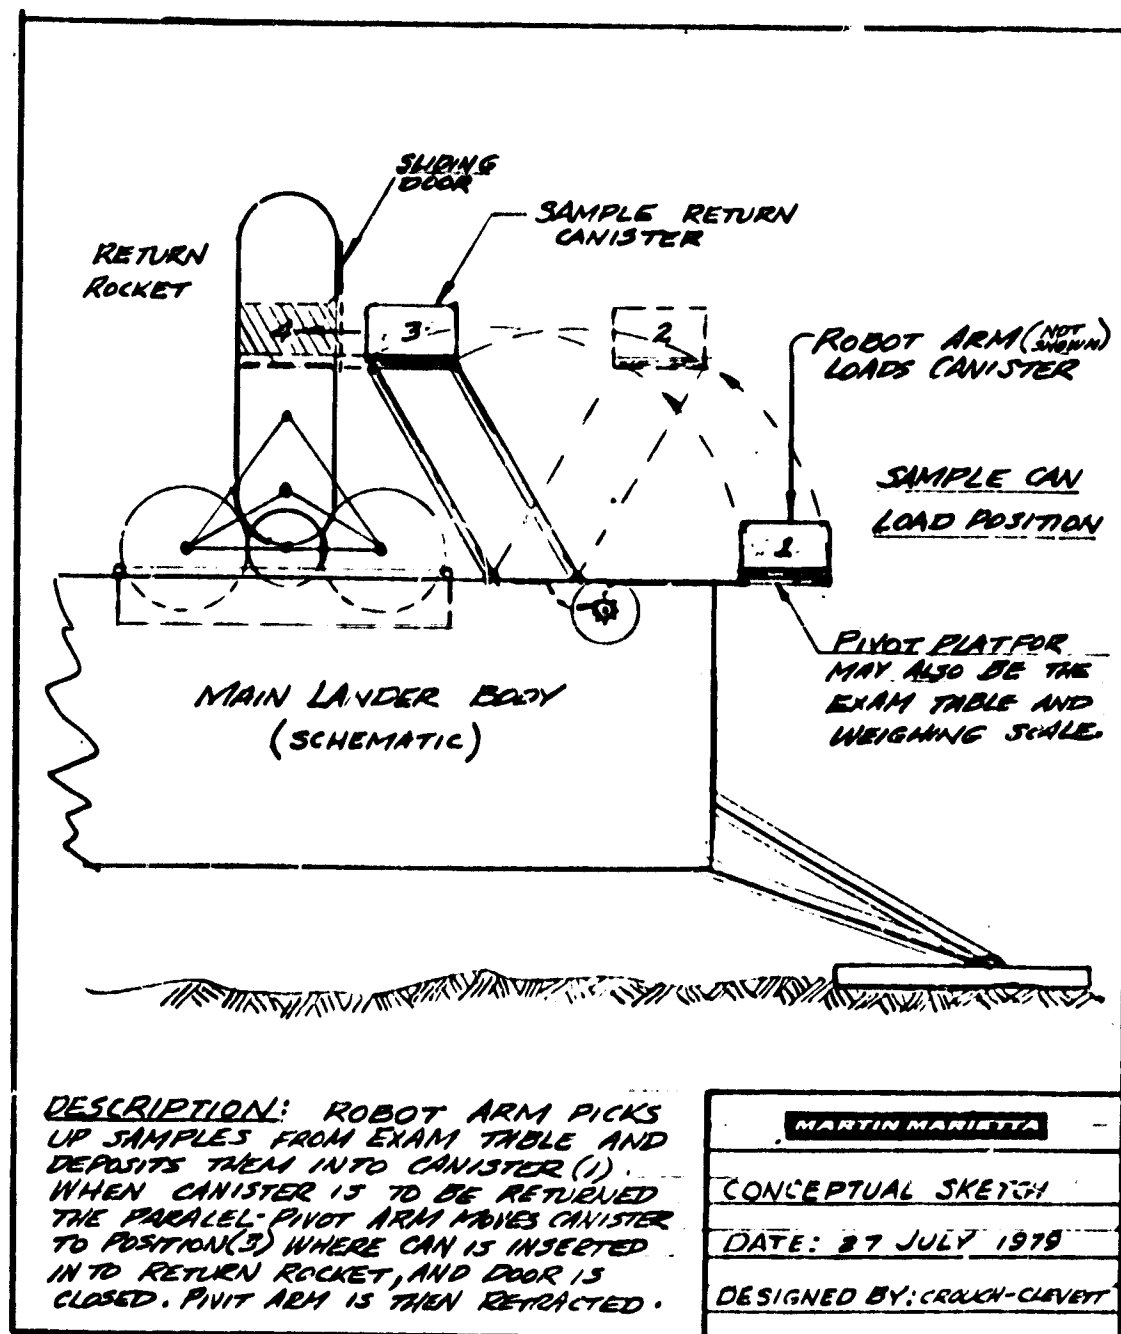 SLIDING
DOOR
SAMPLE RETURN
CANISTER
RETURN
ROCKET
4
3
2
ROBOT ARM (NOT SHOWN)
LOADS CANISTER
SAMPLE CAN
LOAD POSITION
1
PIVOT PLATFOR
MAY ALSO BE THE
EXAM TABLE AND
WEIGHING SCALE.
MAIN LANDER BODY
(SCHEMATIC)
DESCRIPTION: ROBOT ARM PICKS
UP SAMPLES FROM EXAM TABLE AND
DEPOSITS THEM INTO CANISTER (1).
WHEN CANISTER IS TO BE RETURNED
THE PARALEL-PIVOT ARM MOVES CANISTER
TO POSITION(3) WHERE CAN IS INSERTED
INTO RETURN ROCKET, AND DOOR IS
CLOSED. PIVIT ARM IS THEN RETRACTED.
MARTIN MARIETTA
CONCEPTUAL SKETCH
DATE: 27 JULY 1979
DESIGNED BY: CROUCH-CLEVETT